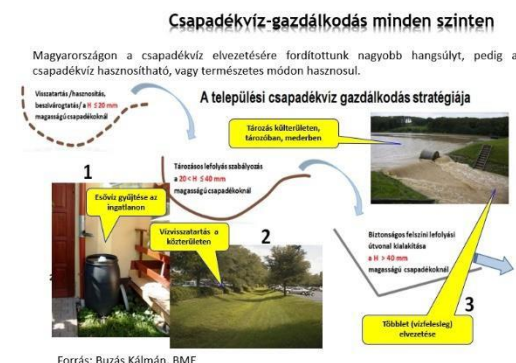 Csapadékvíz-gazdálkodás minden szinten
Magyarországon a csapadékvíz elvezetésére fordítottunk nagyobb hangsúlyt, pedig a
csapadékvíz hasznosítható, vagy természetes módon hasznosul.
Visszatartás /hasznosítás,
beszivárogtatás/ a H ≤ 20 mm
magasságú csapadékoknál
A települési csapadékvíz gazdálkodás stratégiája
Tározás külterületen,
tározóban, mederben
1
Tározásos lefolyás szabályozás
a 20 < H ≤ 40 mm
magasságú csapadékoknál
Esővíz gyűjtése az
ingatlanon
Vízvisszatartás a
közterületen
2
Biztonságos felszíni lefolyási
útvonal kialakítása
a H > 40 mm
magasságú csapadékoknál
3
Többlet (vízfelesleg)
elvezetése
Forrás: Buzás Kálmán, BME